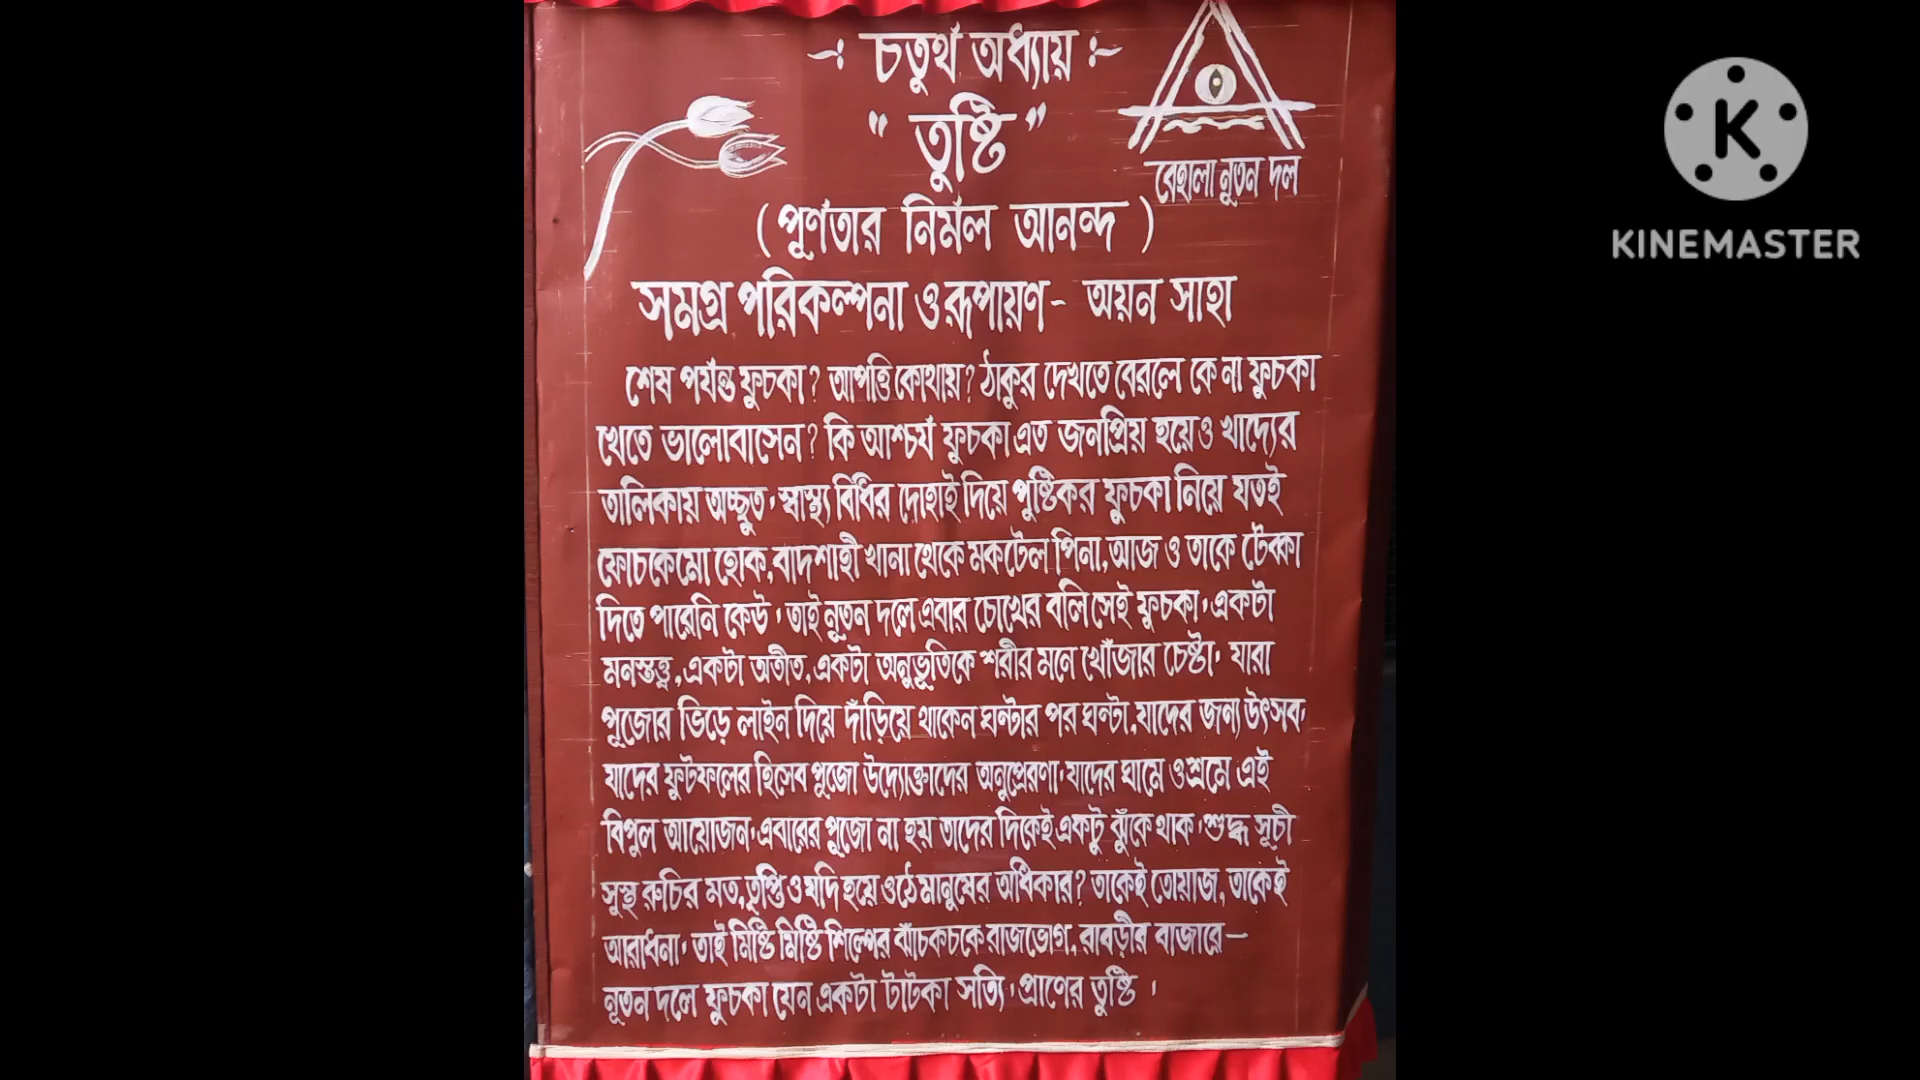 -: চতুর্থ অধ্যায় :-
" তুষ্টি "
বেহালা নুতন দল
( পূর্ণতার নির্মল আনন্দ )
সমগ্র পরিকল্পনা ও রূপায়ণ - অয়ন সাহা
শেষ পর্যন্ত ফুচকা? আপত্তি কোথায়? ঠাকুর দেখতে বেরলে কে না ফুচকা
খেতে ভালোবাসেন? কি আশ্চর্য ফুচকা এত জনপ্রিয় হয়েও খাদ্যের
তালিকায় অচ্ছুত। স্বাস্থ্য বিধির দোহাই দিয়ে পুষ্টিকর ফুচকা নিয়ে যতই
ফোচকেমো হোক, বাদশাহী খানা থেকে মকটেল পিনা, আজ ও তাকে টেক্কা
দিতে পারেনি কেউ। তাই নূতন দলে এবার চোখের বলি সেই ফুচকা। একটা
মনস্তত্ত্ব, একটা অতীত, একটা অনুভূতিকে শরীর মনে খোঁজার চেষ্টা। যারা
পূজোর ভিড়ে লাইন দিয়ে দাঁড়িয়ে থাকেন ঘন্টার পর ঘন্টা, যাদের জন্য উৎসব।
যাদের ফুটফলের হিসেব পূজো উদ্যোক্তাদের অনুপ্রেরণা। যাদের ঘামে ও শ্রমে এই
বিপুল আয়োজন। এবারের পূজো না হয় তাদের দিকেই একটু ঝুঁকে থাক। শুদ্ধ সূচী
সুস্থ রুচির মত, তৃপ্তি ও যদি হয়ে ওঠে মানুষের অধিকার? তাকেই তোয়াজ, তাকেই
আরাধনা। তাই মিষ্টি মিষ্টি শিল্পের ঝাঁচকচকে রাজভোগ, রাবড়ীর বাজারে —
নূতন দলে ফুচকা যেন একটা টাটকা সত্যি। প্রাণের তুষ্টি।
K
KINEMASTER